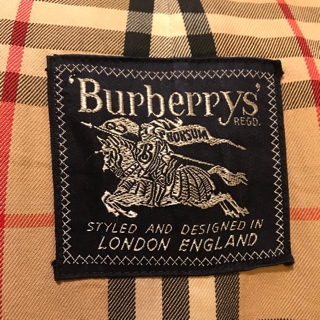 'Burberrys'
REGD.
PRORSUM
B
STYLED AND DESIGNED IN
LONDON ENGLAND